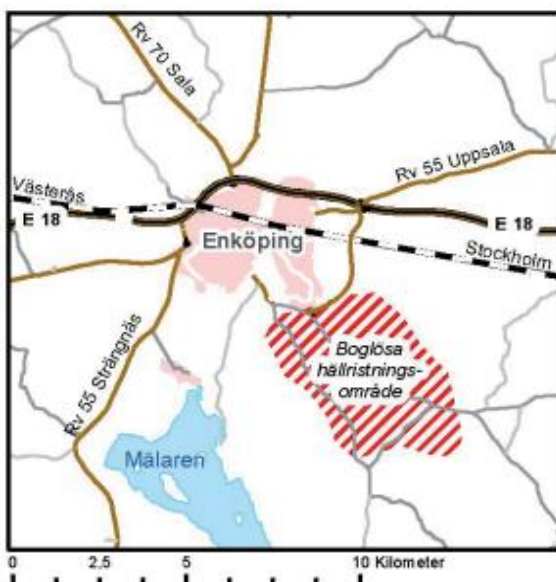 Rv 70 Sala
Rv 55 Uppsala
Västerås
E 18
E 18
Enköping
Stockholm
Boglösa
hällristnings-
område
Rv 55 Strängnäs
Mälaren
0 2,5 5 10 Kilometer